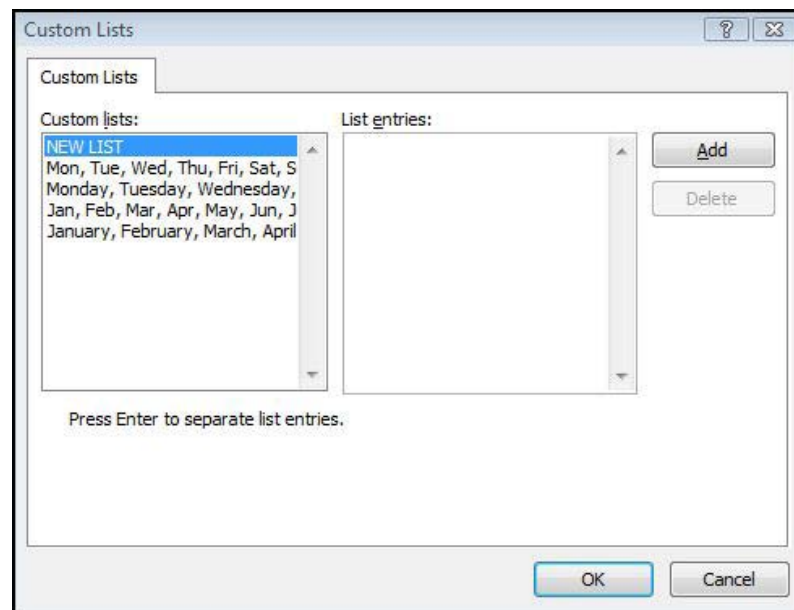 Custom Lists
Custom Lists
Custom lists:
List entries:
NEW LIST
Mon, Tue, Wed, Thu, Fri, Sat, S
Monday, Tuesday, Wednesday,
Jan, Feb, Mar, Apr, May, Jun, J
January, February, March, April
Add
Delete
Press Enter to separate list entries.
OK
Cancel